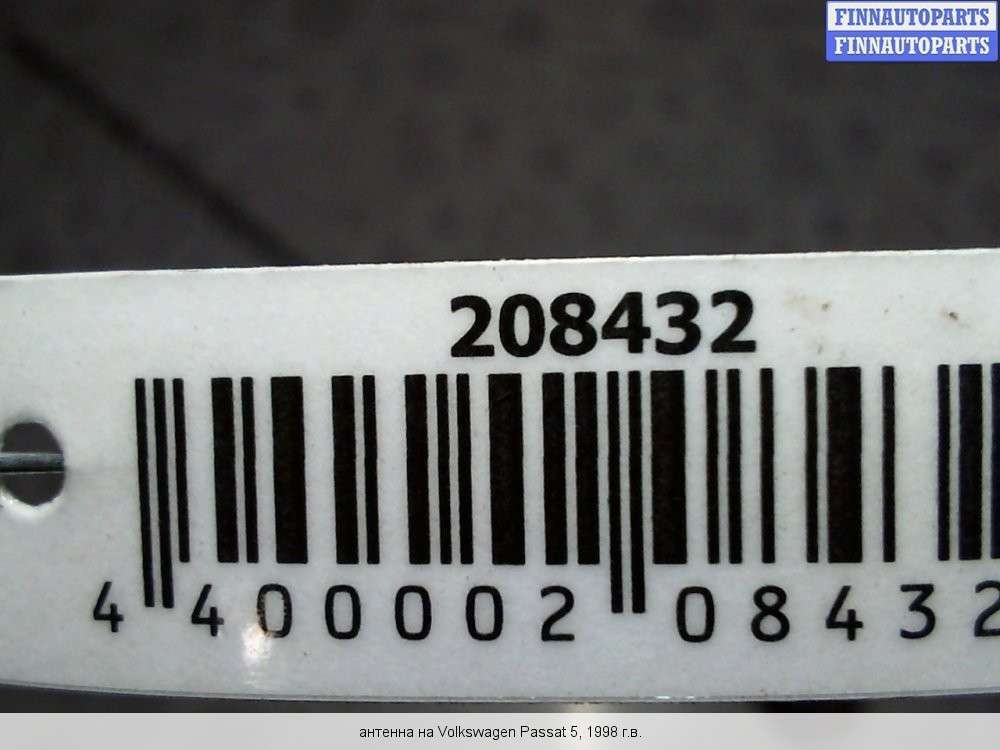 FINNAUTOPARTS
FINNAUTOPARTS
208432
4 400002 08432
антенна на Volkswagen Passat 5, 1998 г.в.